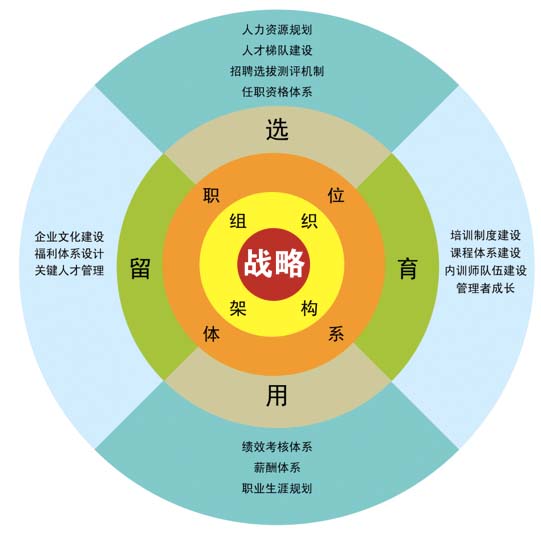 人力资源规划
人才梯队建设
招聘选拔测评机制
任职资格体系
选
职 位
组 织
企业文化建设
福利体系设计
关键人才管理
留
战略
育
培训制度建设
课程体系建设
内训师队伍建设
管理者成长
架 构
体 系
用
绩效考核体系
薪酬体系
职业生涯规划